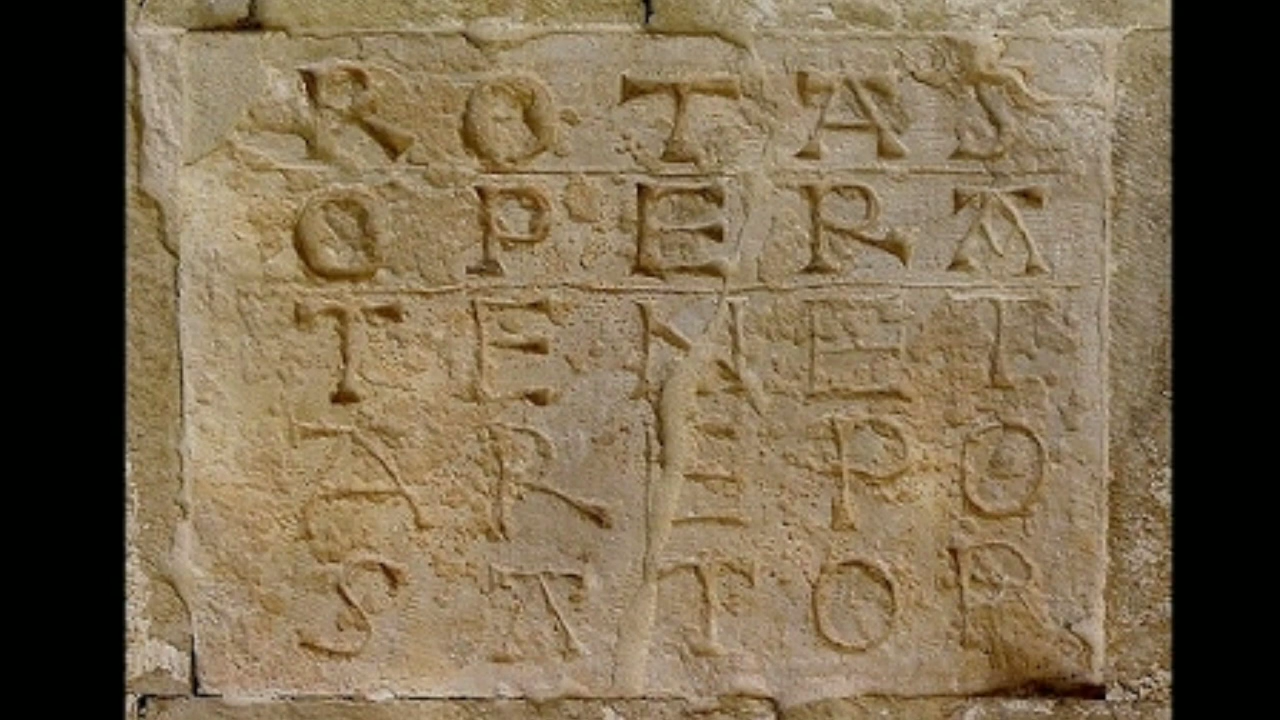 ROTAS
OPERA
TENET
AREPO
SATOR